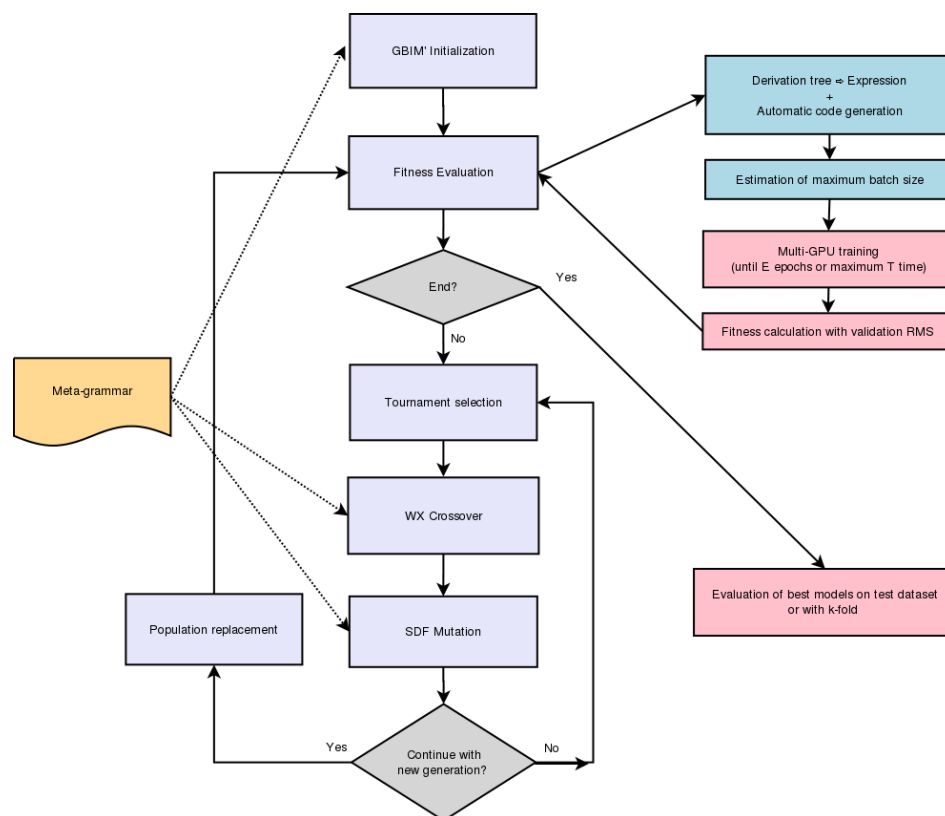 GBIM' Initialization
Derivation tree ⇨ Expression
+
Automatic code generation
Fitness Evaluation
Estimation of maximum batch size
Multi-GPU training
(until E epochs or maximum T time)
End?
Yes
Fitness calculation with validation RMS
No
Meta-grammar
Tournament selection
WX Crossover
Evaluation of best models on test dataset
or with k-fold
Population replacement
SDF Mutation
Yes
Continue with
new generation?
No